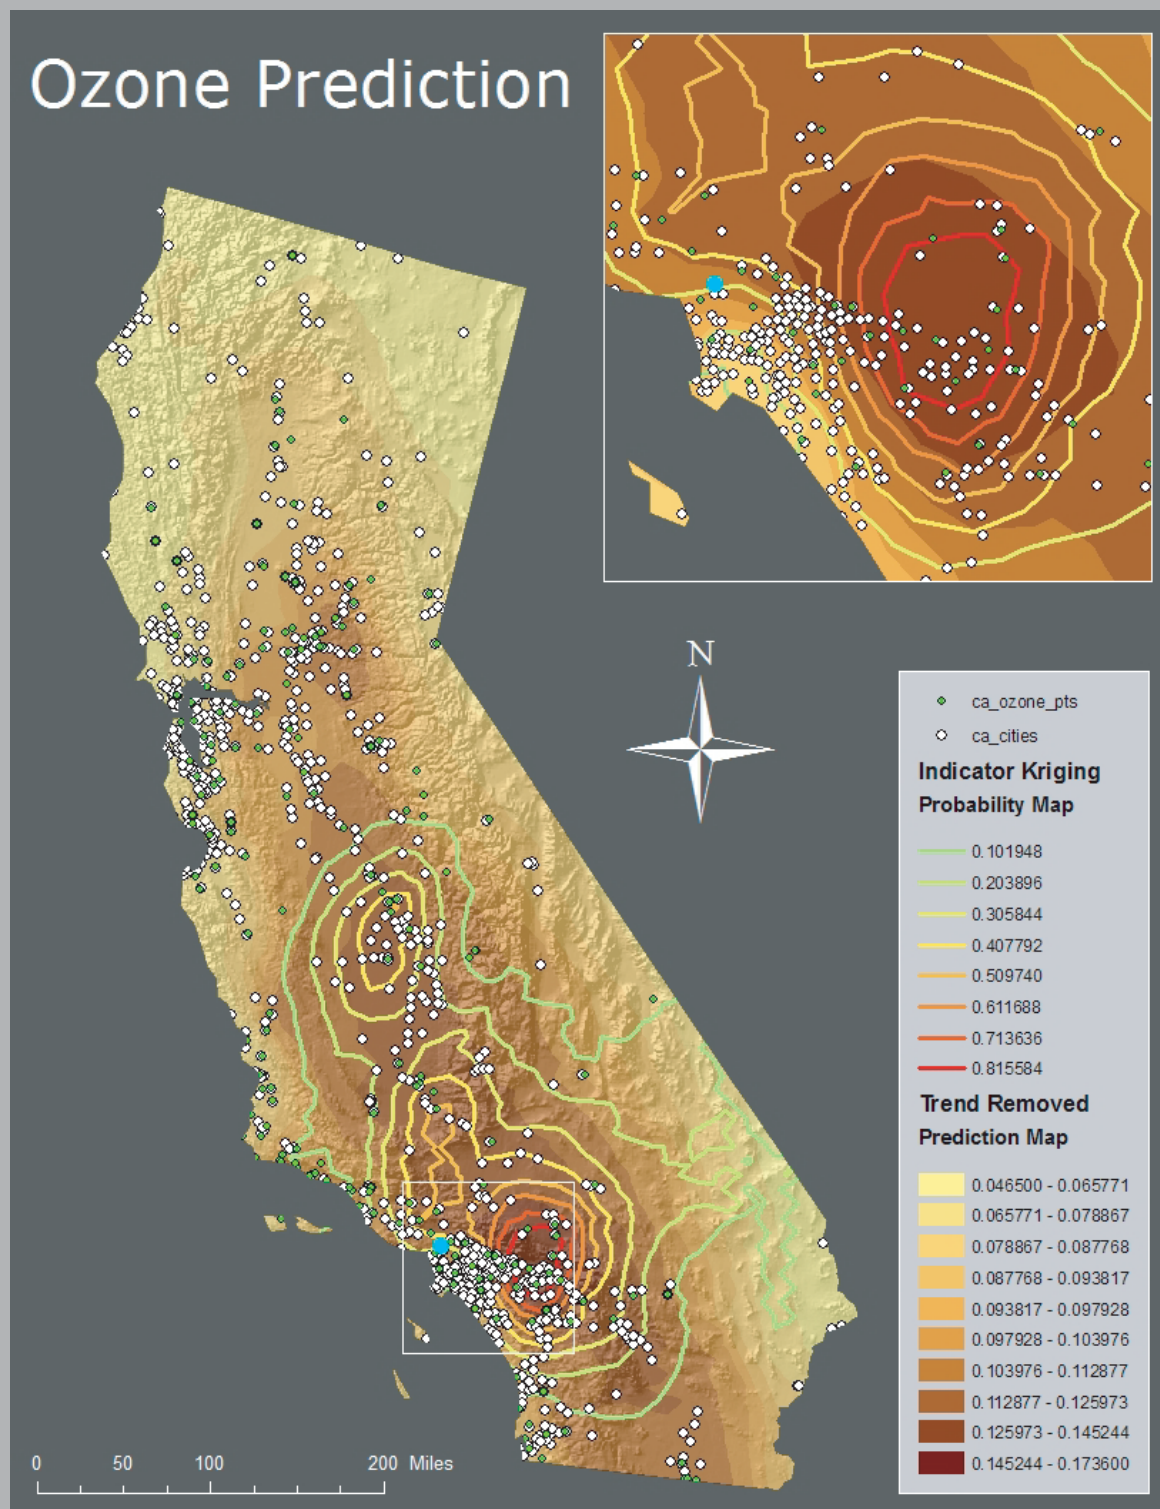 Ozone Prediction
N
ca_ozone_pts
ca_cities
Indicator Kriging
Probability Map
0.101948
0.203896
0.305844
0.407792
0.509740
0.611688
0.713636
0.815584
Trend Removed
Prediction Map
0.046500 - 0.065771
0.065771 - 0.078867
0.078867 - 0.087768
0.087768 - 0.093817
0.093817 - 0.097928
0.097928 - 0.103976
0.103976 - 0.112877
0.112877 - 0.125973
0.125973 - 0.145244
0.145244 - 0.173600
0 50 100 200 Miles